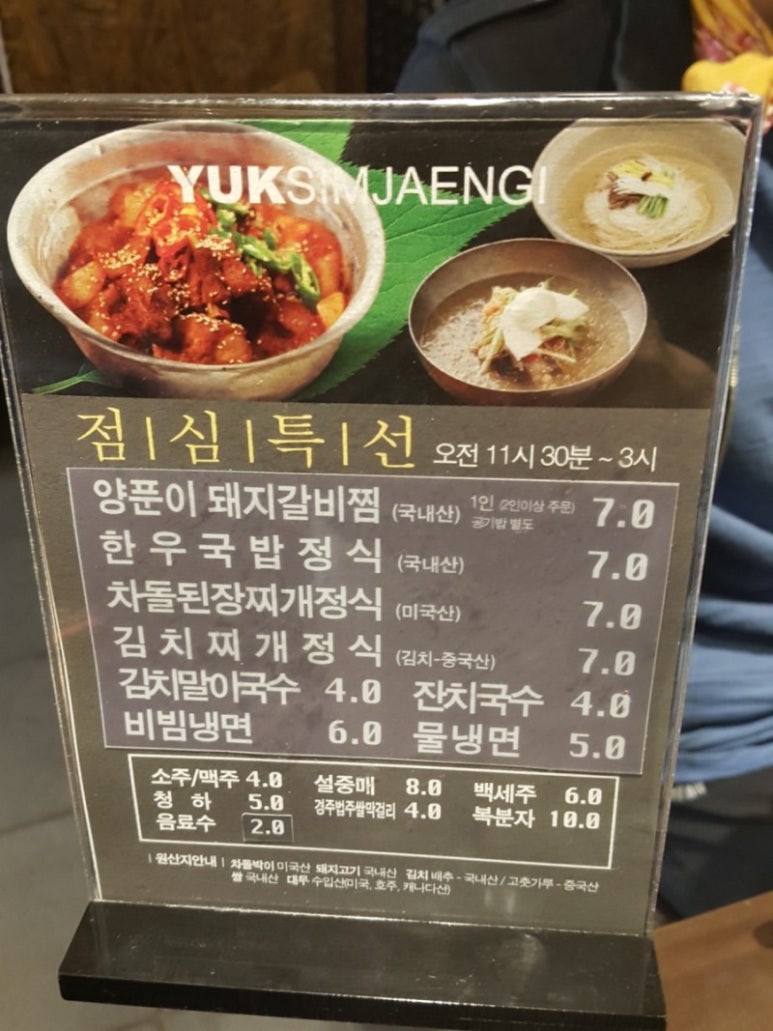 YUKSIMJAENGI
점|심|특|선 오전 11시 30분 ~ 3시
양푼이 돼지갈비찜 (국내산) 1인 (2인이상 주문) 공기밥 별도 7.0
한우국밥정식 (국내산) 7.0
차돌된장찌개정식 (미국산) 7.0
김치찌개정식 (김치-중국산) 7.0
김치말이국수 4.0 잔치국수 4.0
비빔냉면 6.0 물냉면 5.0
소주/맥주 4.0 설중매 8.0 백세주 6.0
청하 5.0 경주법주쌀막걸리 4.0 복분자 10.0
음료수 2.0
| 원산지안내 | 차돌박이 미국산 돼지고기 국내산 김치 배추 - 국내산 / 고춧가루 - 중국산
쌀 국내산 대두 수입산(미국, 호주, 캐나다산)